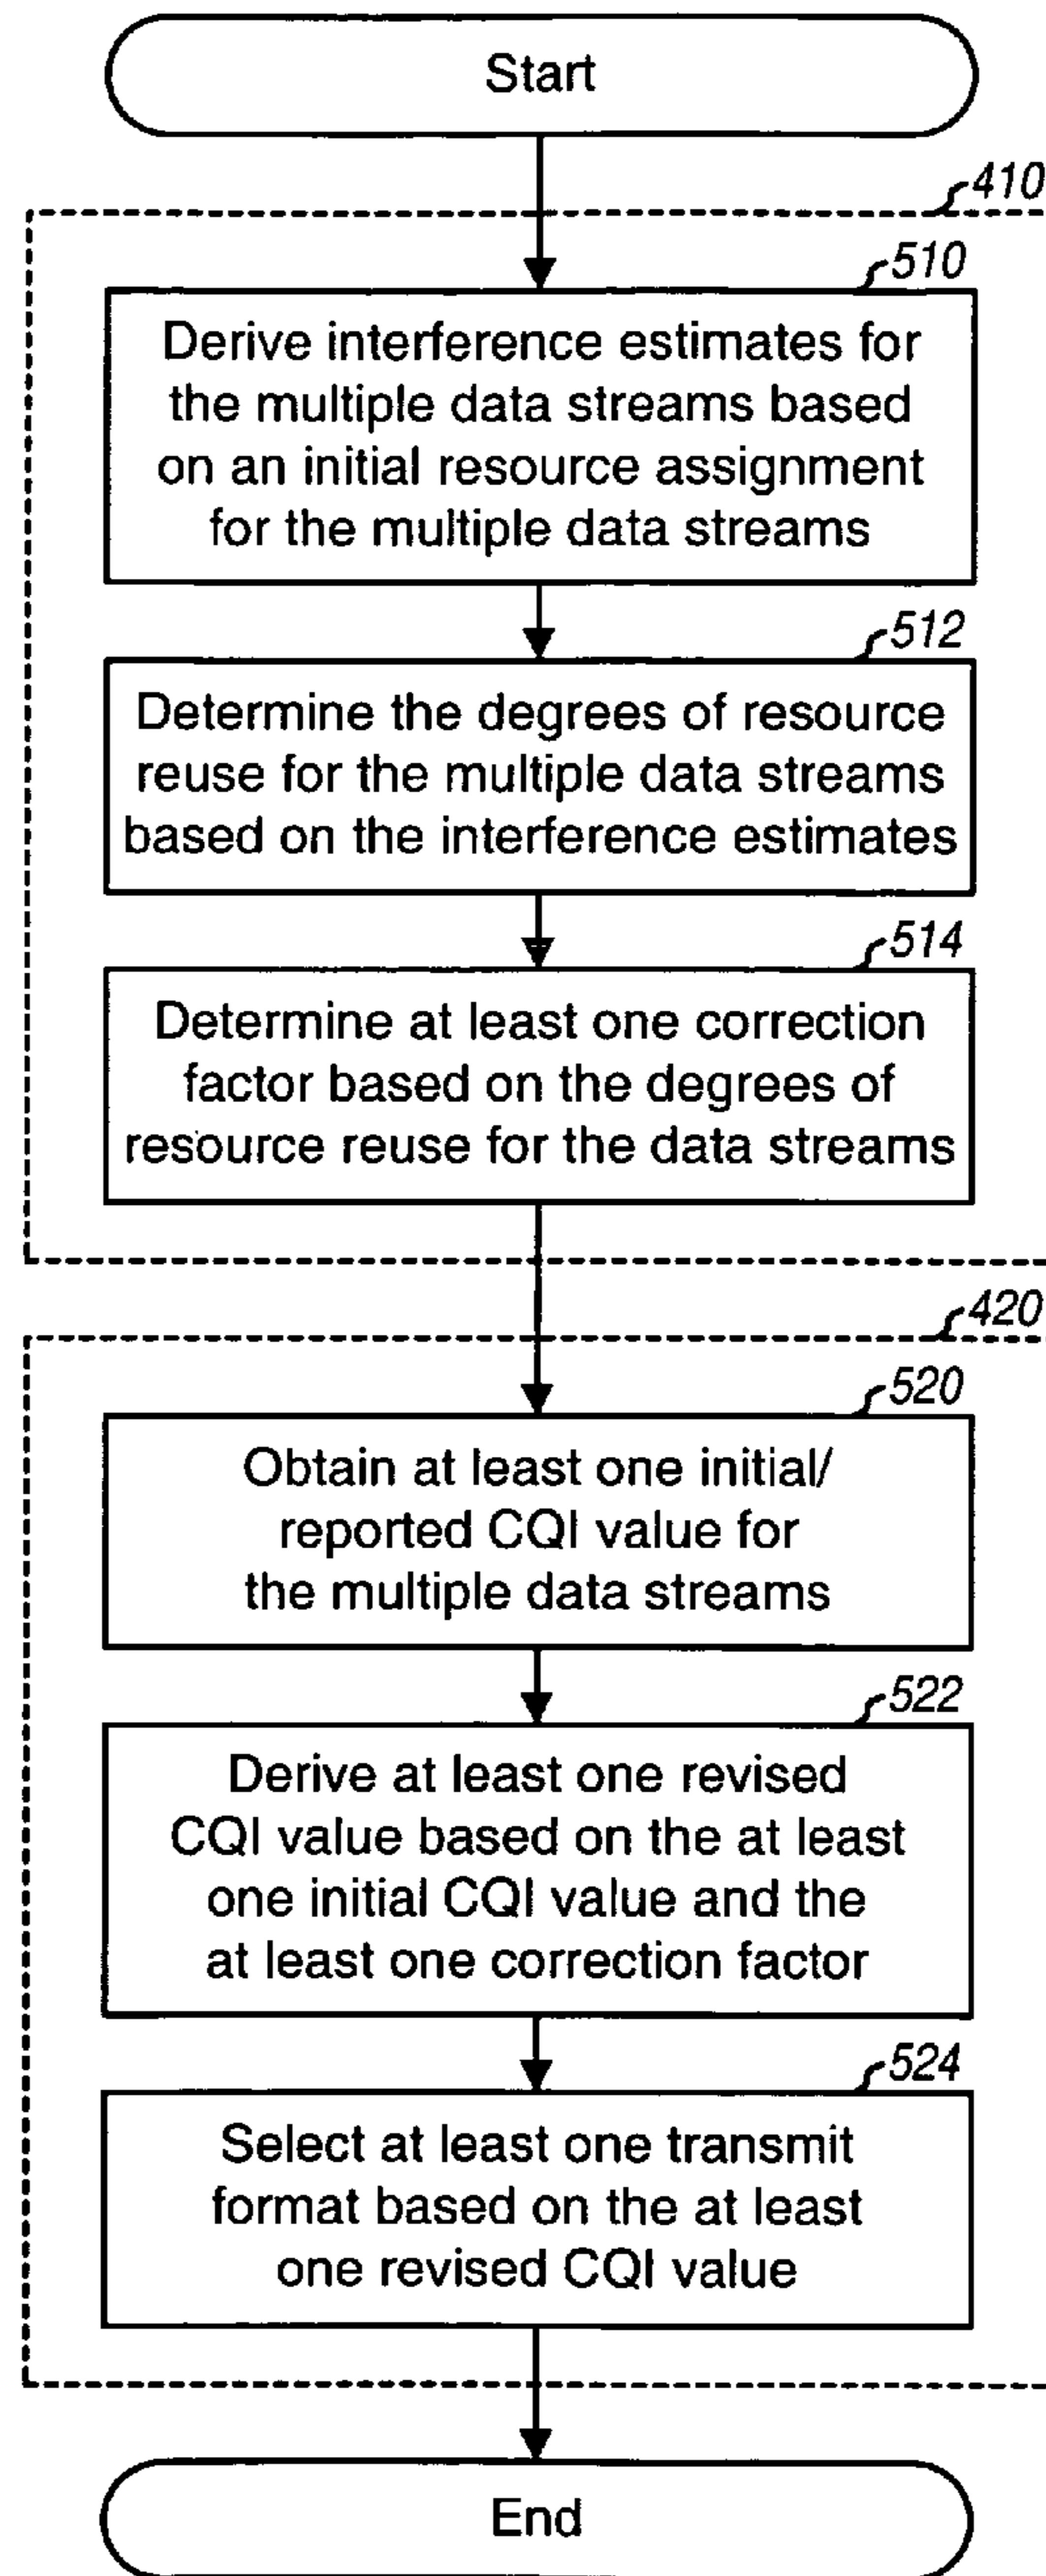 Start
410
510
Derive interference estimates for
the multiple data streams based
on an initial resource assignment
for the multiple data streams
512
Determine the degrees of resource
reuse for the multiple data streams
based on the interference estimates
514
Determine at least one correction
factor based on the degrees of
resource reuse for the data streams
420
520
Obtain at least one initial/
reported CQI value for
the multiple data streams
522
Derive at least one revised
CQI value based on the at least
one initial CQI value and the
at least one correction factor
524
Select at least one transmit
format based on the at least
one revised CQI value
End